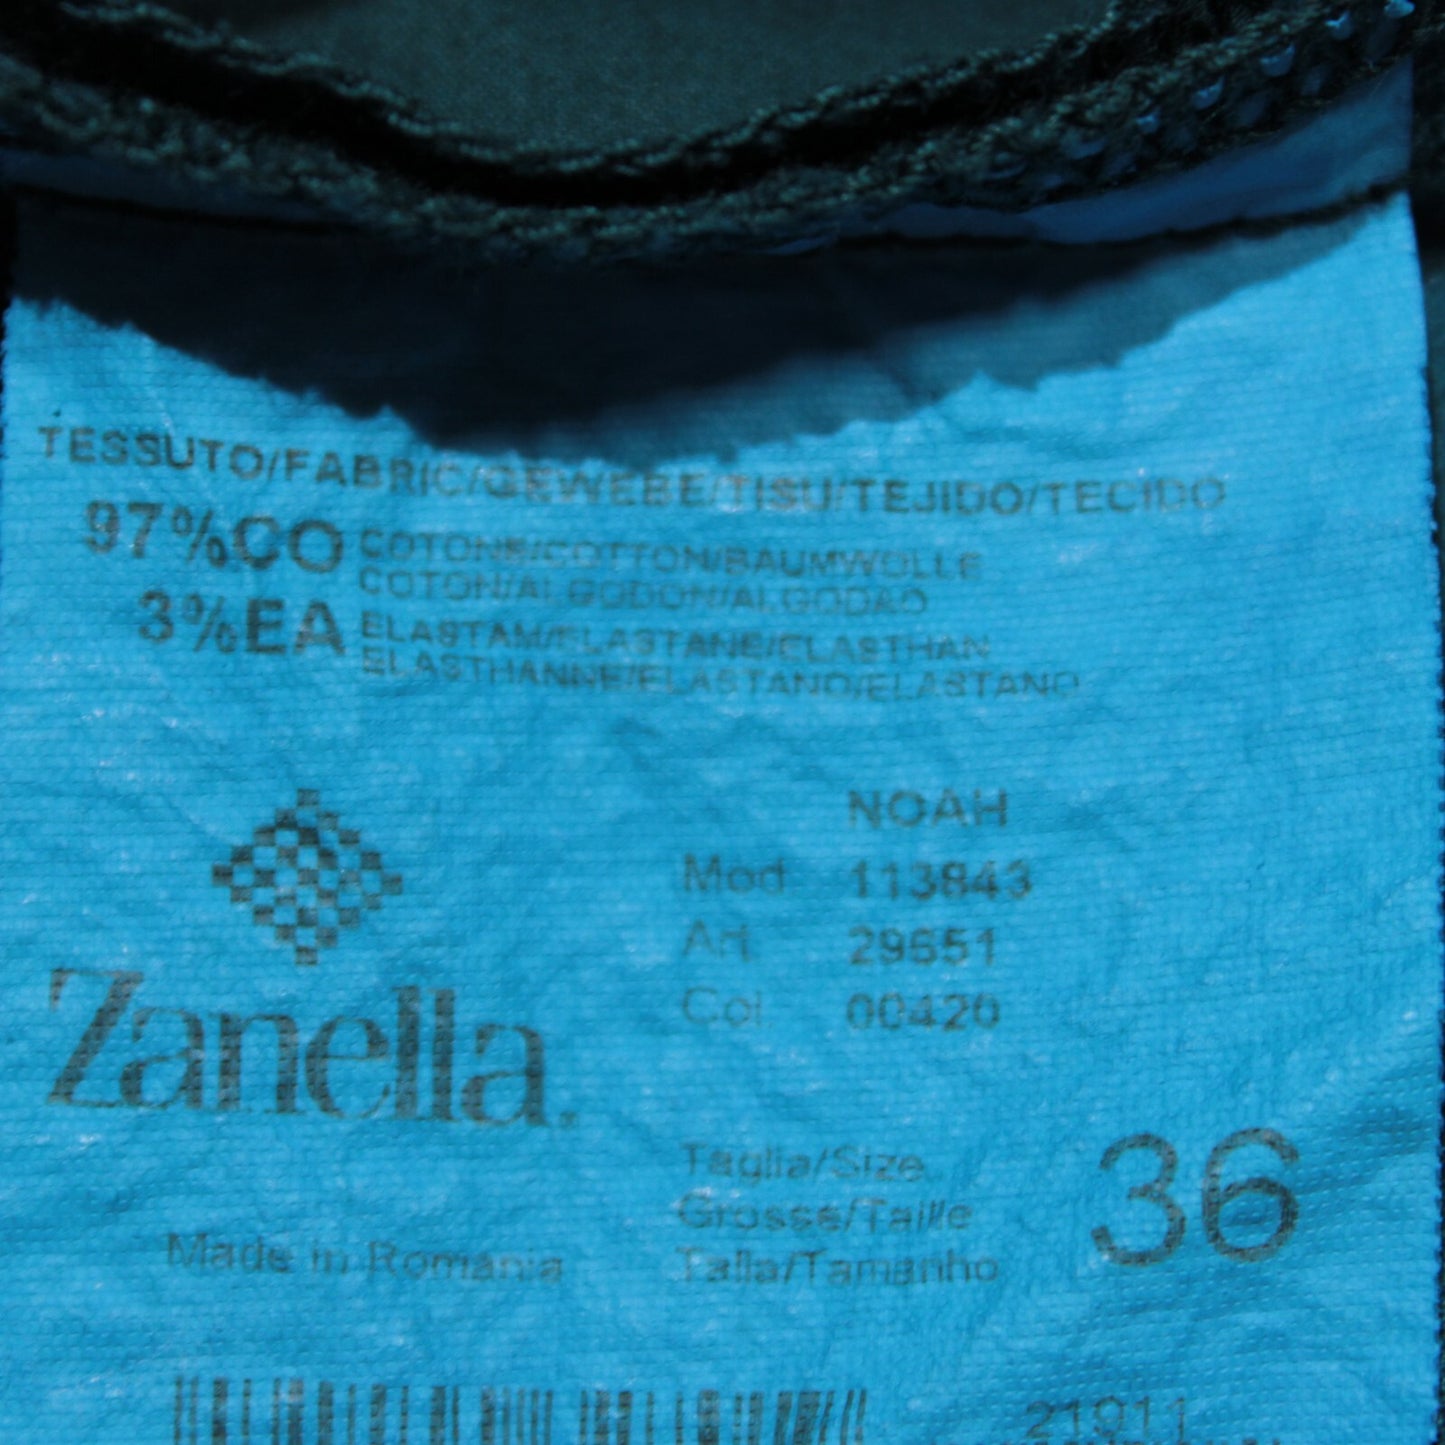 TESSUTO/FABRIC/GEWEBE/TISU/TEJIDO/TECIDO
97%CO COTONE/COTTON/BAUMWOLLE
COTON/ALGODON/ALGODAO
3%EA ELASTAM/ELASTANE/ELASTHAN
ELASTHANNE/ELASTANO/ELASTANO
NOAH
Mod 113843
Art. 29651
Col. 00420
Zanella.
Taglia/Size
Grosse/Taille
Talla/Tamanho
36
Made in Romania
21911